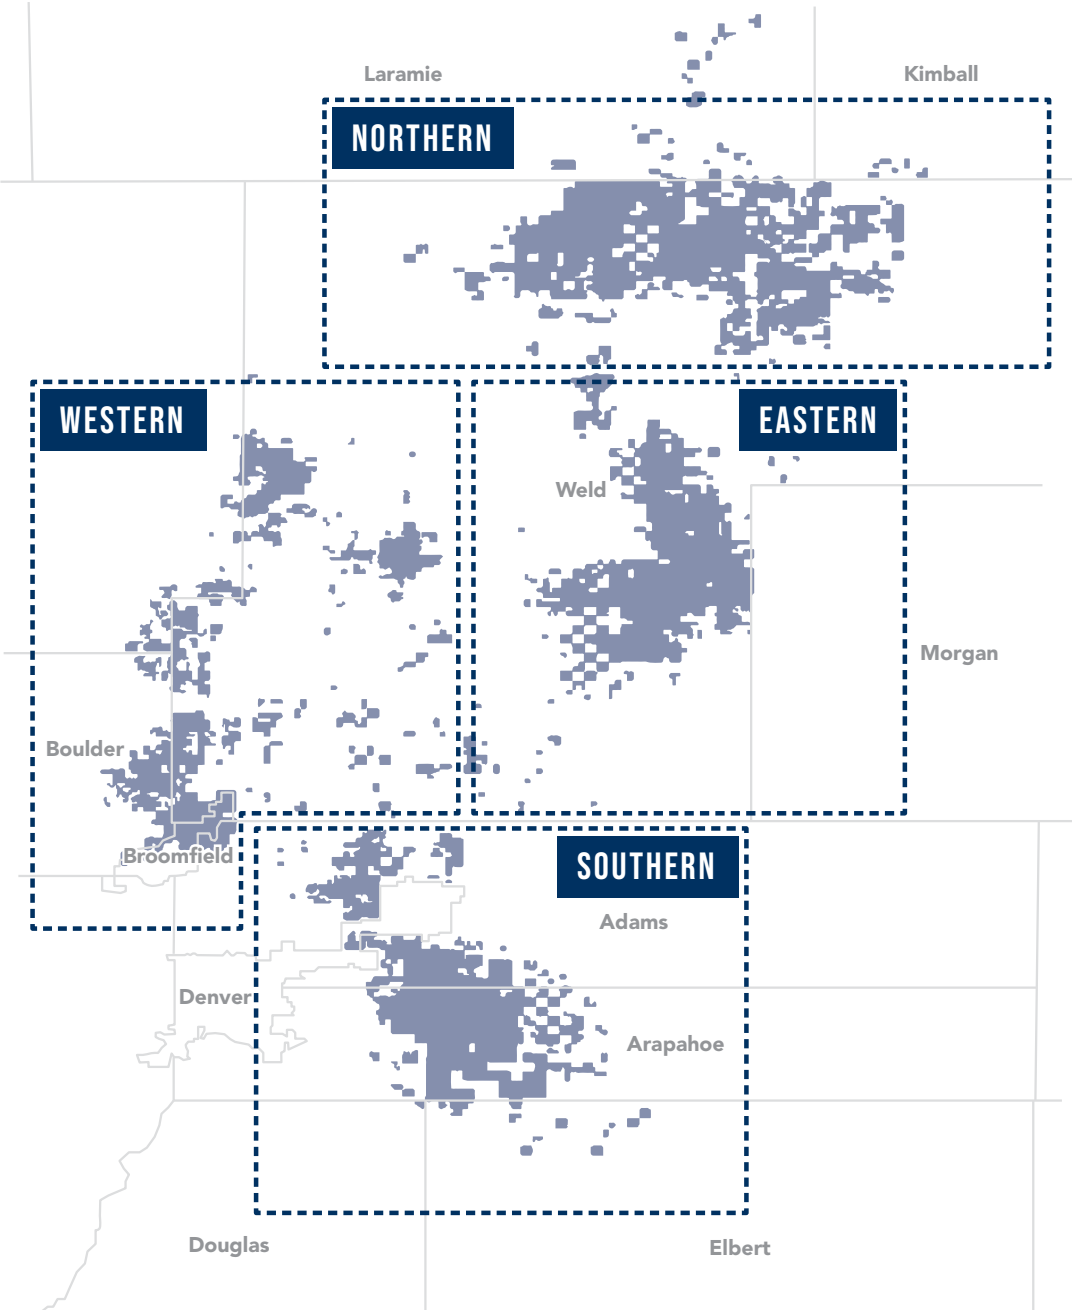 Laramie
Kimball
NORTHERN
WESTERN
EASTERN
Weld
Morgan
Boulder
Broomfield
SOUTHERN
Adams
Denver
Arapahoe
Douglas
Elbert